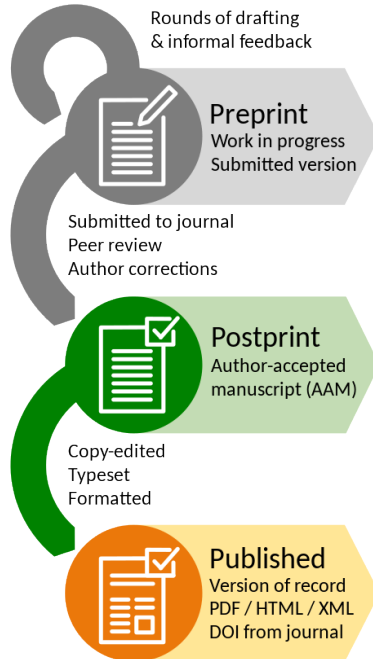 Rounds of drafting
& informal feedback
Preprint
Work in progress
Submitted version
Submitted to journal
Peer review
Author corrections
Postprint
Author-accepted
manuscript (AAM)
Copy-edited
Typeset
Formatted
Published
Version of record
PDF / HTML / XML
DOI from journal